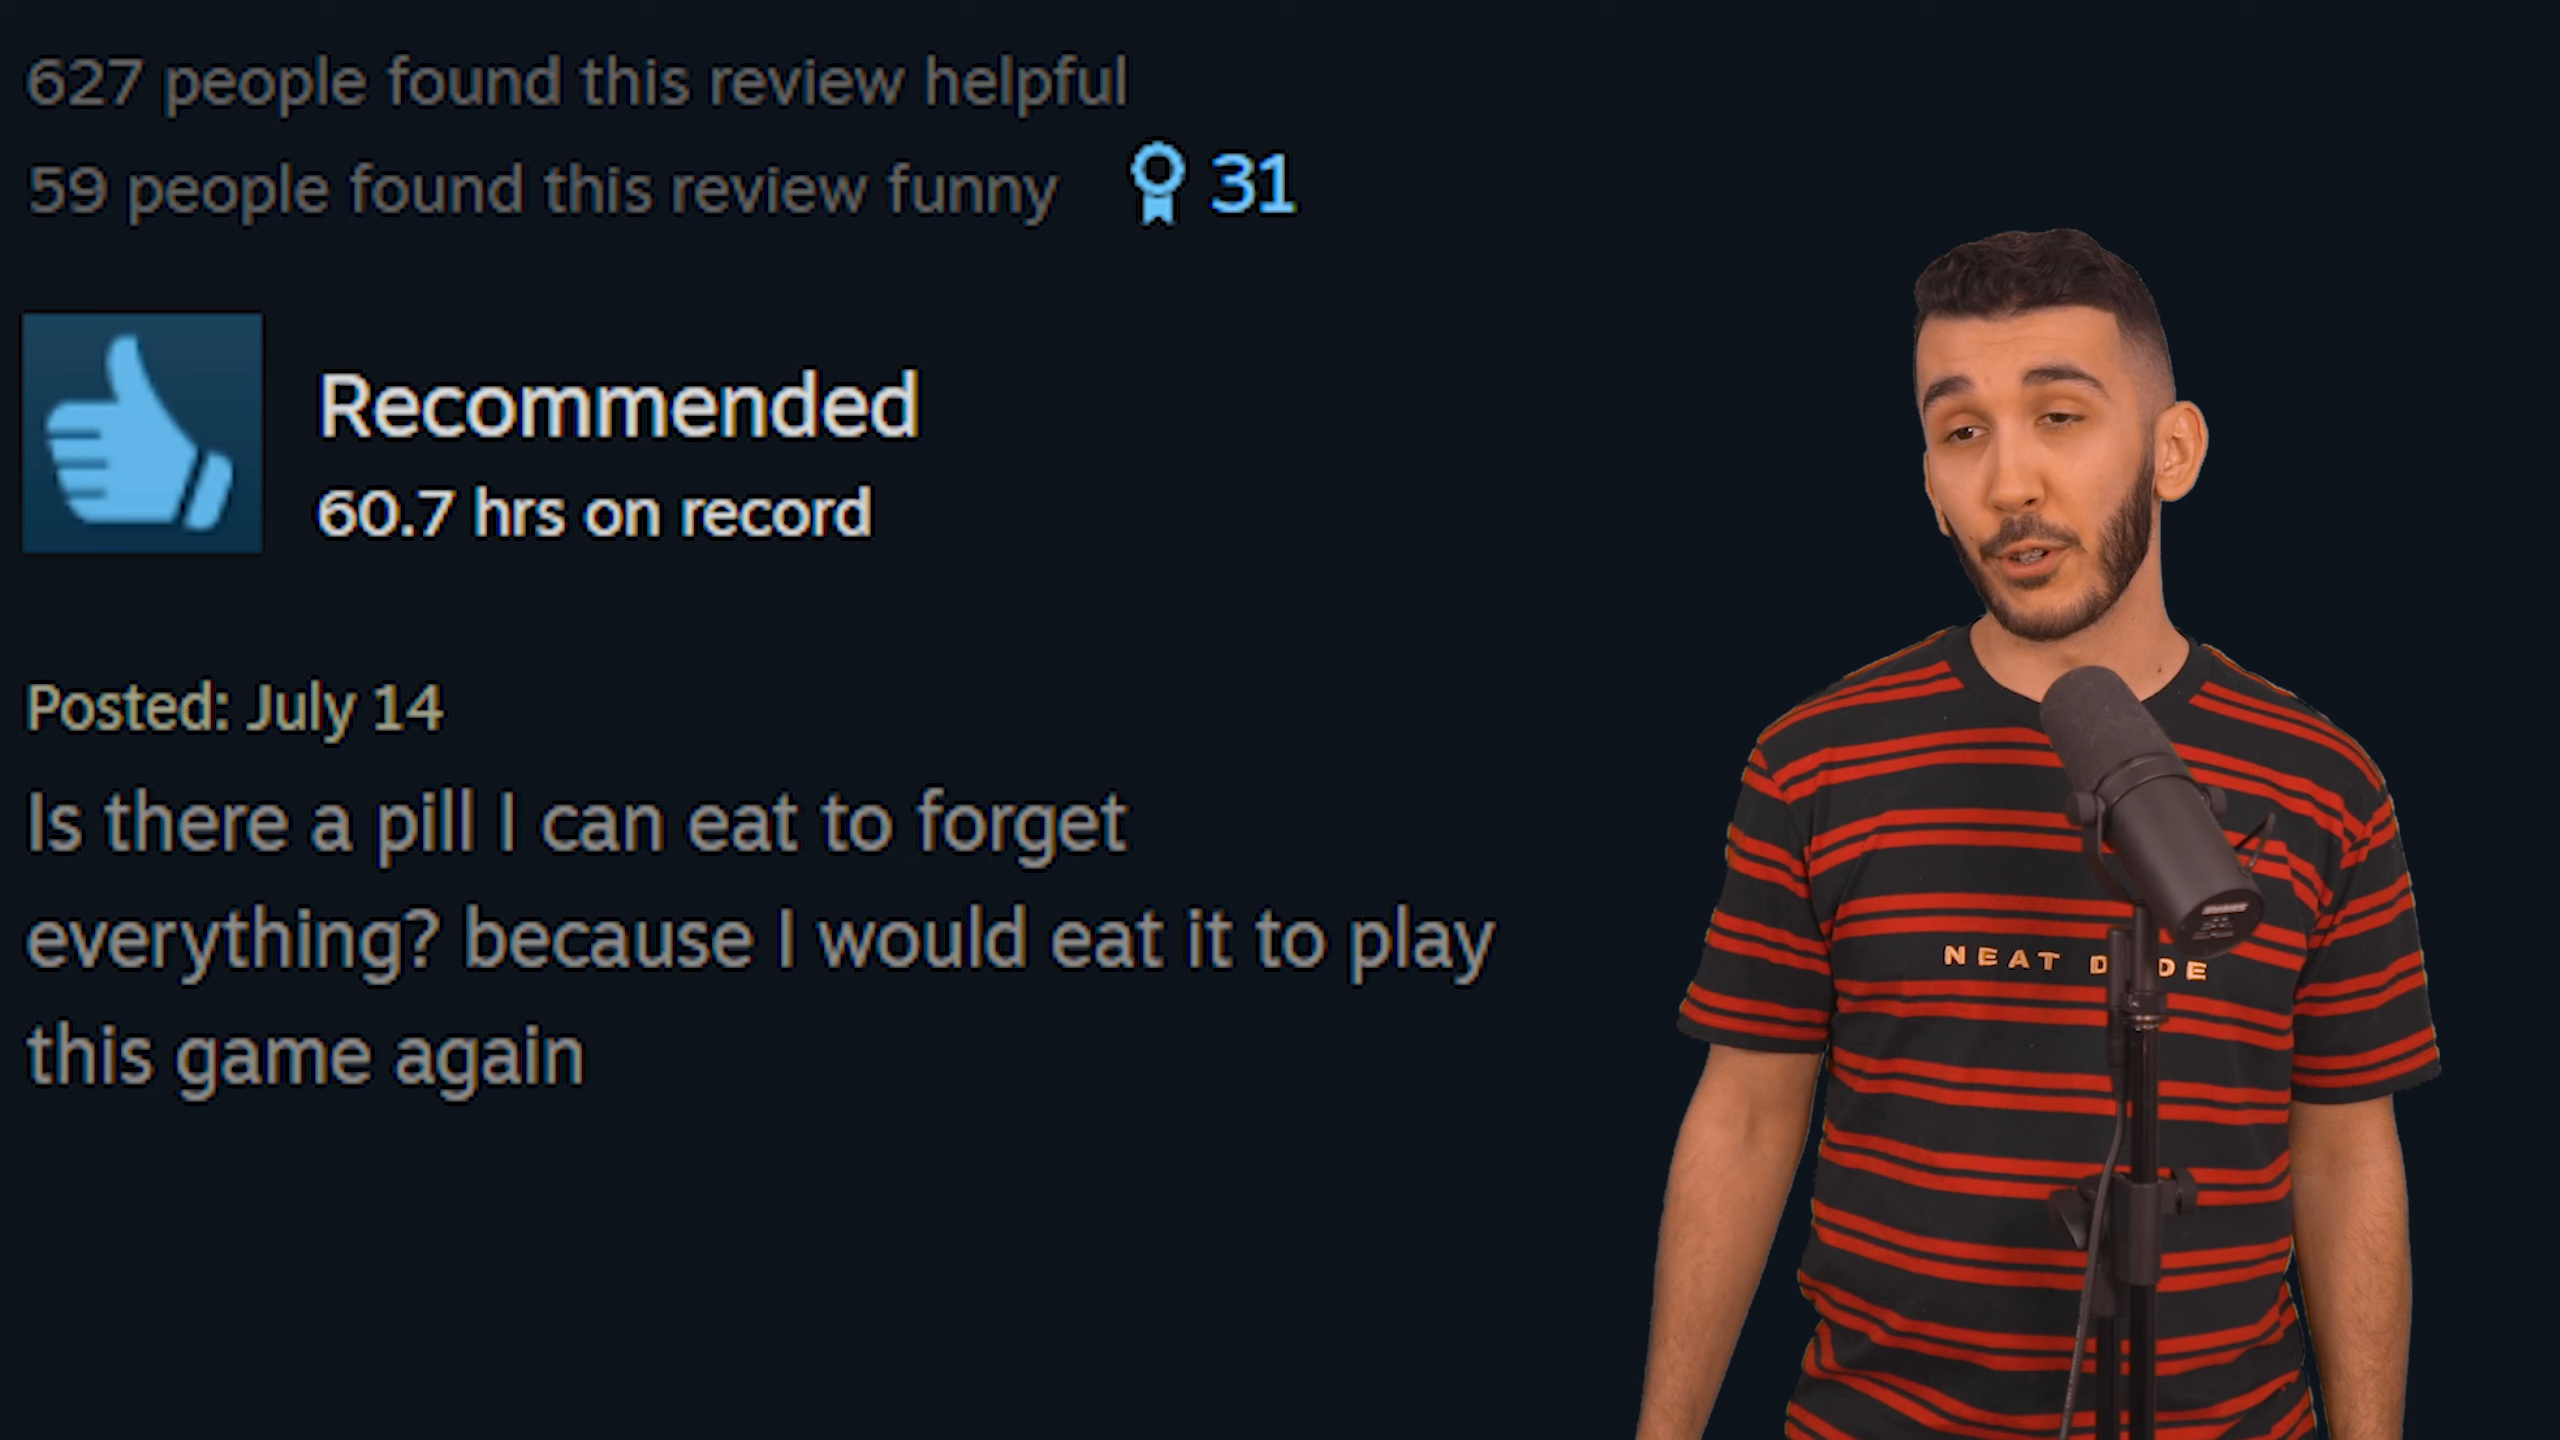 627 people found this review helpful
59 people found this review funny 31
Recommended
60.7 hrs on record
Posted: July 14
Is there a pill I can eat to forget
everything? because I would eat it to play
this game again
NEAT D DE